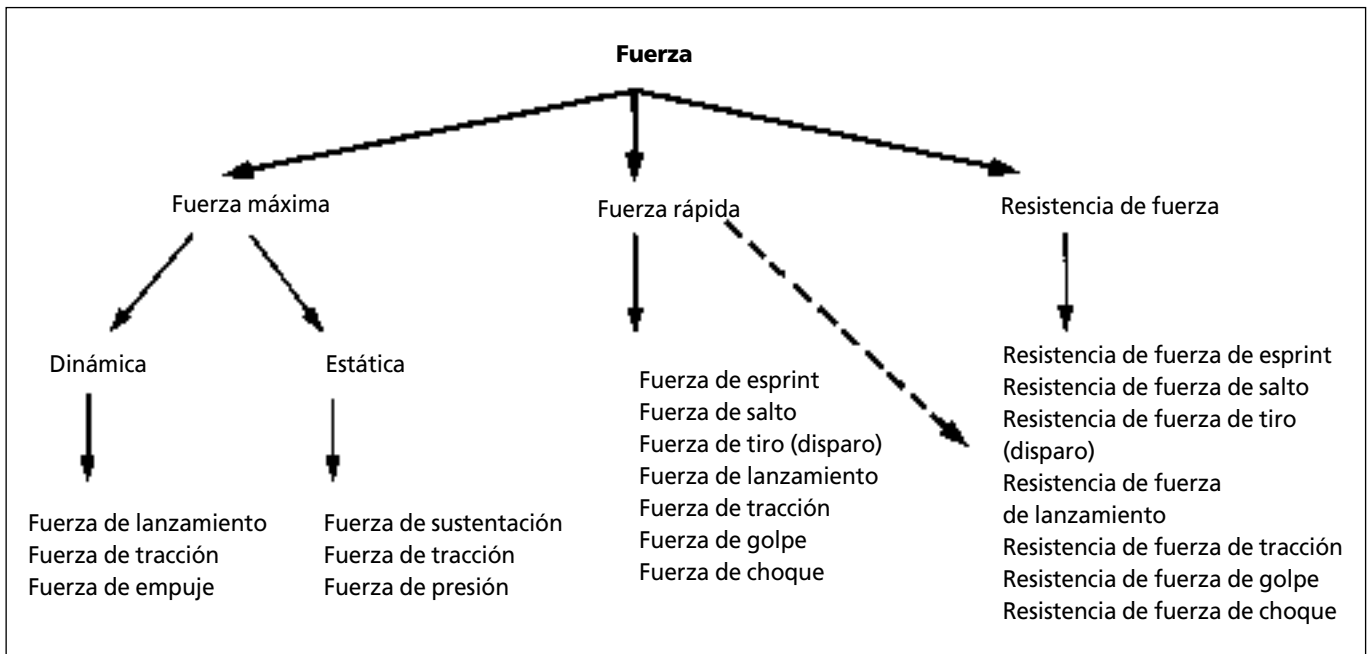 Fuerza
Fuerza máxima
Fuerza rápida
Resistencia de fuerza
Dinámica
Estática
Fuerza de lanzamiento
Fuerza de tracción
Fuerza de empuje
Fuerza de sustentación
Fuerza de tracción
Fuerza de presión
Fuerza de esprint
Fuerza de salto
Fuerza de tiro (disparo)
Fuerza de lanzamiento
Fuerza de tracción
Fuerza de golpe
Fuerza de choque
Resistencia de fuerza de esprint
Resistencia de fuerza de salto
Resistencia de fuerza de tiro
(disparo)
Resistencia de fuerza
de lanzamiento
Resistencia de fuerza de tracción
Resistencia de fuerza de golpe
Resistencia de fuerza de choque